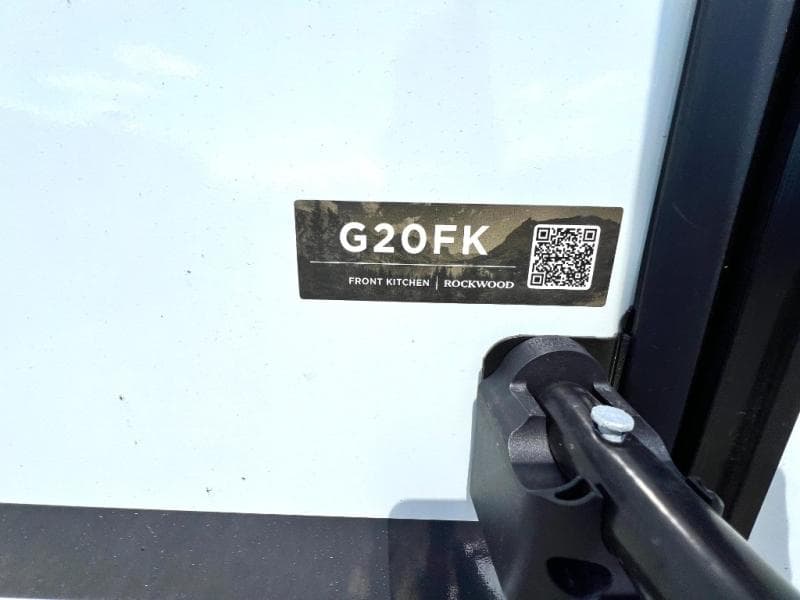 G20FK
FRONT KITCHEN | ROCKWOOD